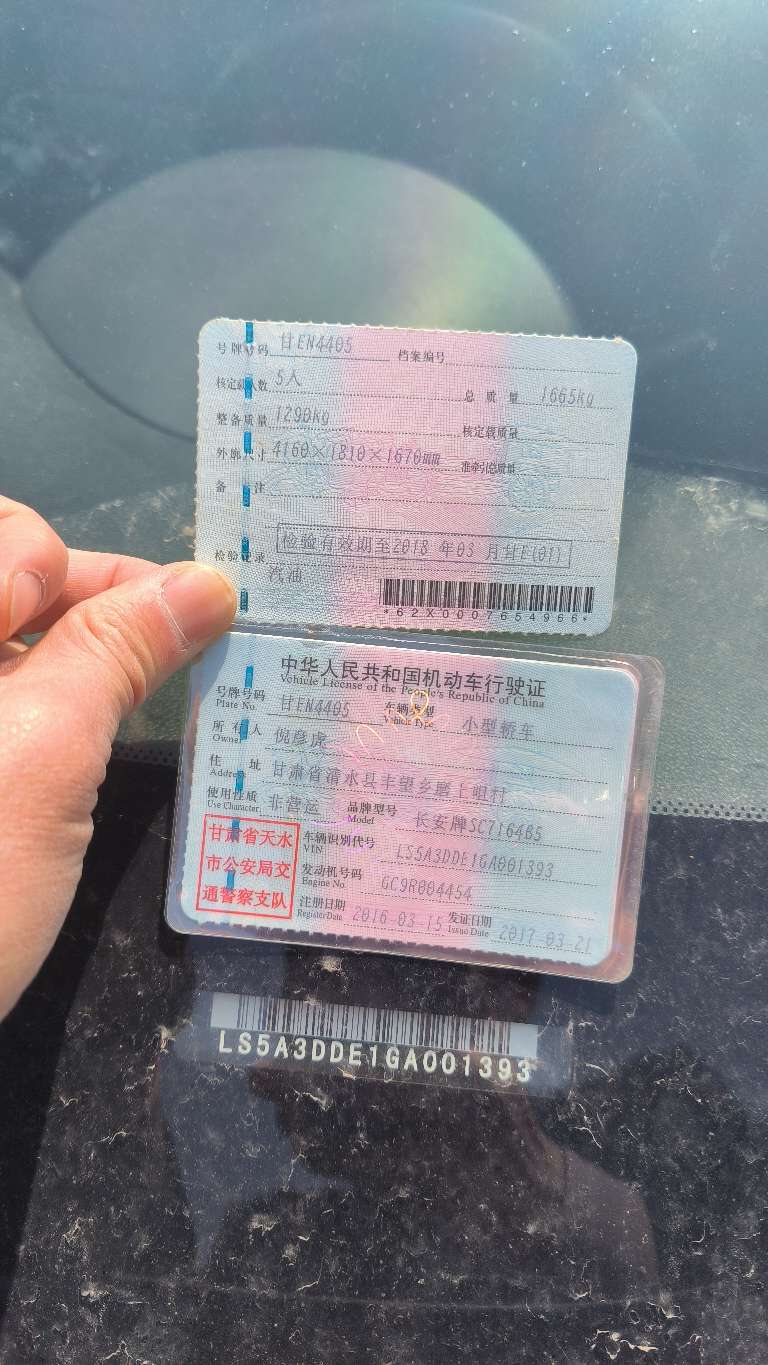 号牌号码 甘EN4405 档案编号
核定载人数 5人 总质量 1665kg
整备质量 1290kg 核定载质量
外廓尺寸 4160×1810×1670mm 准牵引总质量
备注
检验有效期至2018 年03 月甘E(01)
检验记录
汽油
*62X0007654966*
中华人民共和国机动车行驶证
Vehicle License of the People's Republic of China
号牌号码 甘EN4405 车辆类型 小型轿车
Plate No. Vehicle Type
所有人 倪彦虎
Owner
住址 甘肃省清水县丰望乡磨上咀村
Address
使用性质 非营运 品牌型号 长安牌SC7164B5
Use Character Model
甘肃省天水
市公安局交
通警察支队
车辆识别代号 LS5A3DDE1GA001393
VIN
发动机号码 GC9R004454
Engine No.
注册日期 2016-03-15 发证日期 2017-03-21
Register Date Issue Date
LS5A3DDE1GA001393